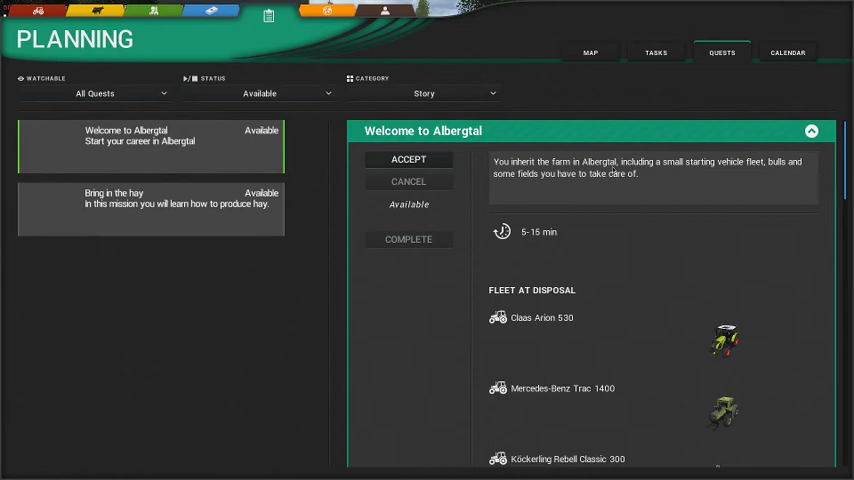 PLANNING
MAP
TASKS
QUESTS
CALENDAR
WATCHABLE
All Quests
STATUS
Available
CATEGORY
Story
Welcome to Albergtal
Available
Start your career in Albergtal
Bring in the hay
Available
In this mission you will learn how to produce hay.
Welcome to Albergtal
ACCEPT
CANCEL
Available
COMPLETE
You inherit the farm in Albergtal, including a small starting vehicle fleet, bulls and
some fields you have to take care of.
5-15 min
FLEET AT DISPOSAL
Claas Arion 530
Mercedes-Benz Trac 1400
Köckerling Rebell Classic 300